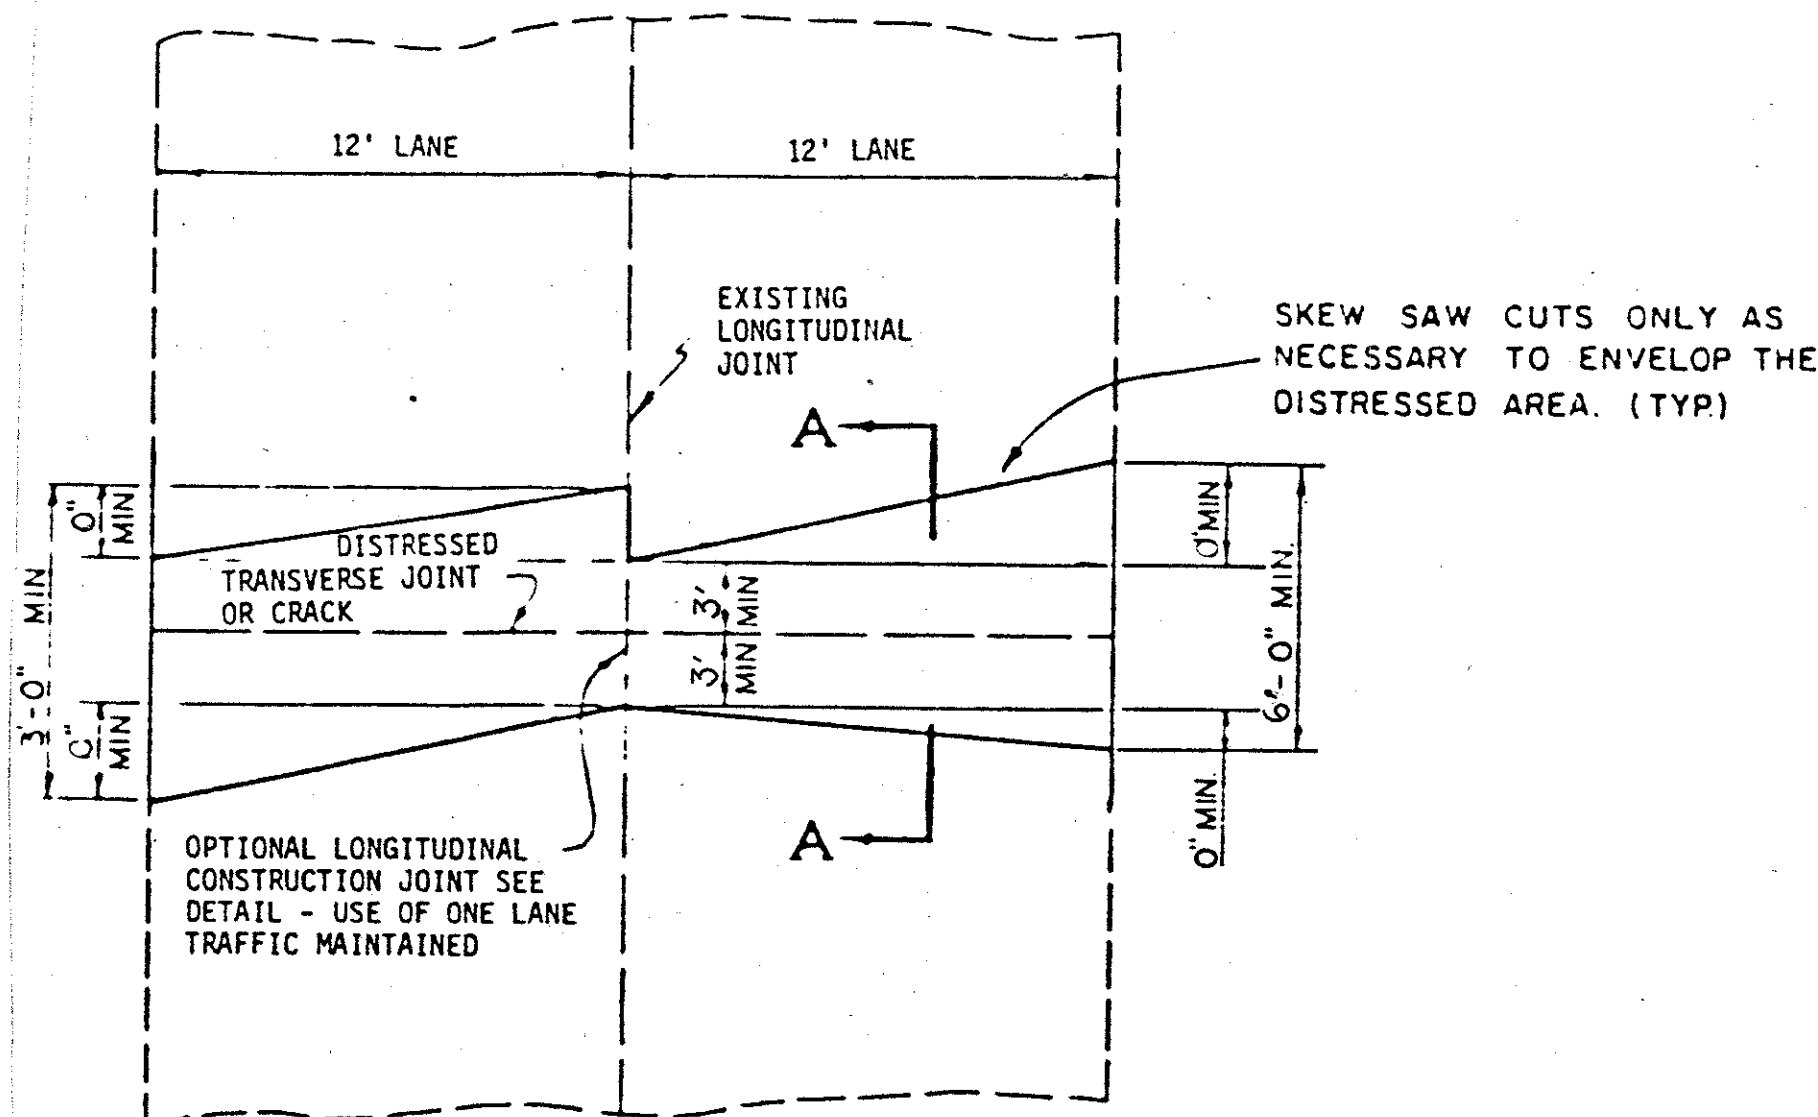 12' LANE
12' LANE
EXISTING
LONGITUDINAL
JOINT
SKEW SAW CUTS ONLY AS
NECESSARY TO ENVELOP THE
DISTRESSED AREA. (TYP.)
A
0"
MIN
DISTRESSED
TRANSVERSE JOINT
OR CRACK
3'-0" MIN
3'
MIN
3'
MIN
0" MIN
6'-0" MIN.
0"
MIN
0" MIN.
A
OPTIONAL LONGITUDINAL
CONSTRUCTION JOINT SEE
DETAIL - USE OF ONE LANE
TRAFFIC MAINTAINED